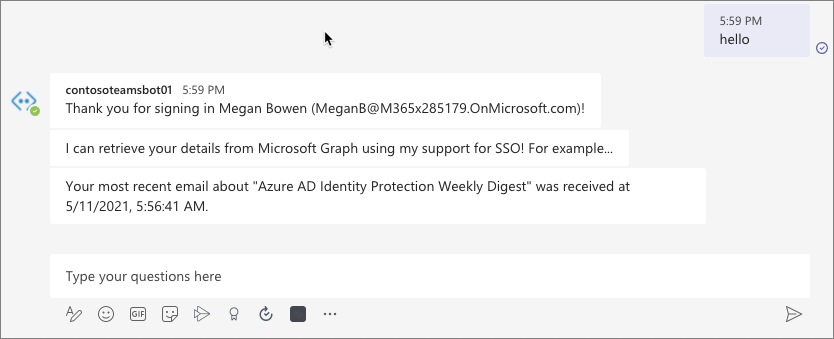 5:59 PM
hello
contosoteamsbot01 5:59 PM
Thank you for signing in Megan Bowen (MeganB@M365x285179.OnMicrosoft.com)!
I can retrieve your details from Microsoft Graph using my support for SSO! For example...
Your most recent email about "Azure AD Identity Protection Weekly Digest" was received at
5/11/2021, 5:56:41 AM.
Type your questions here
GIF